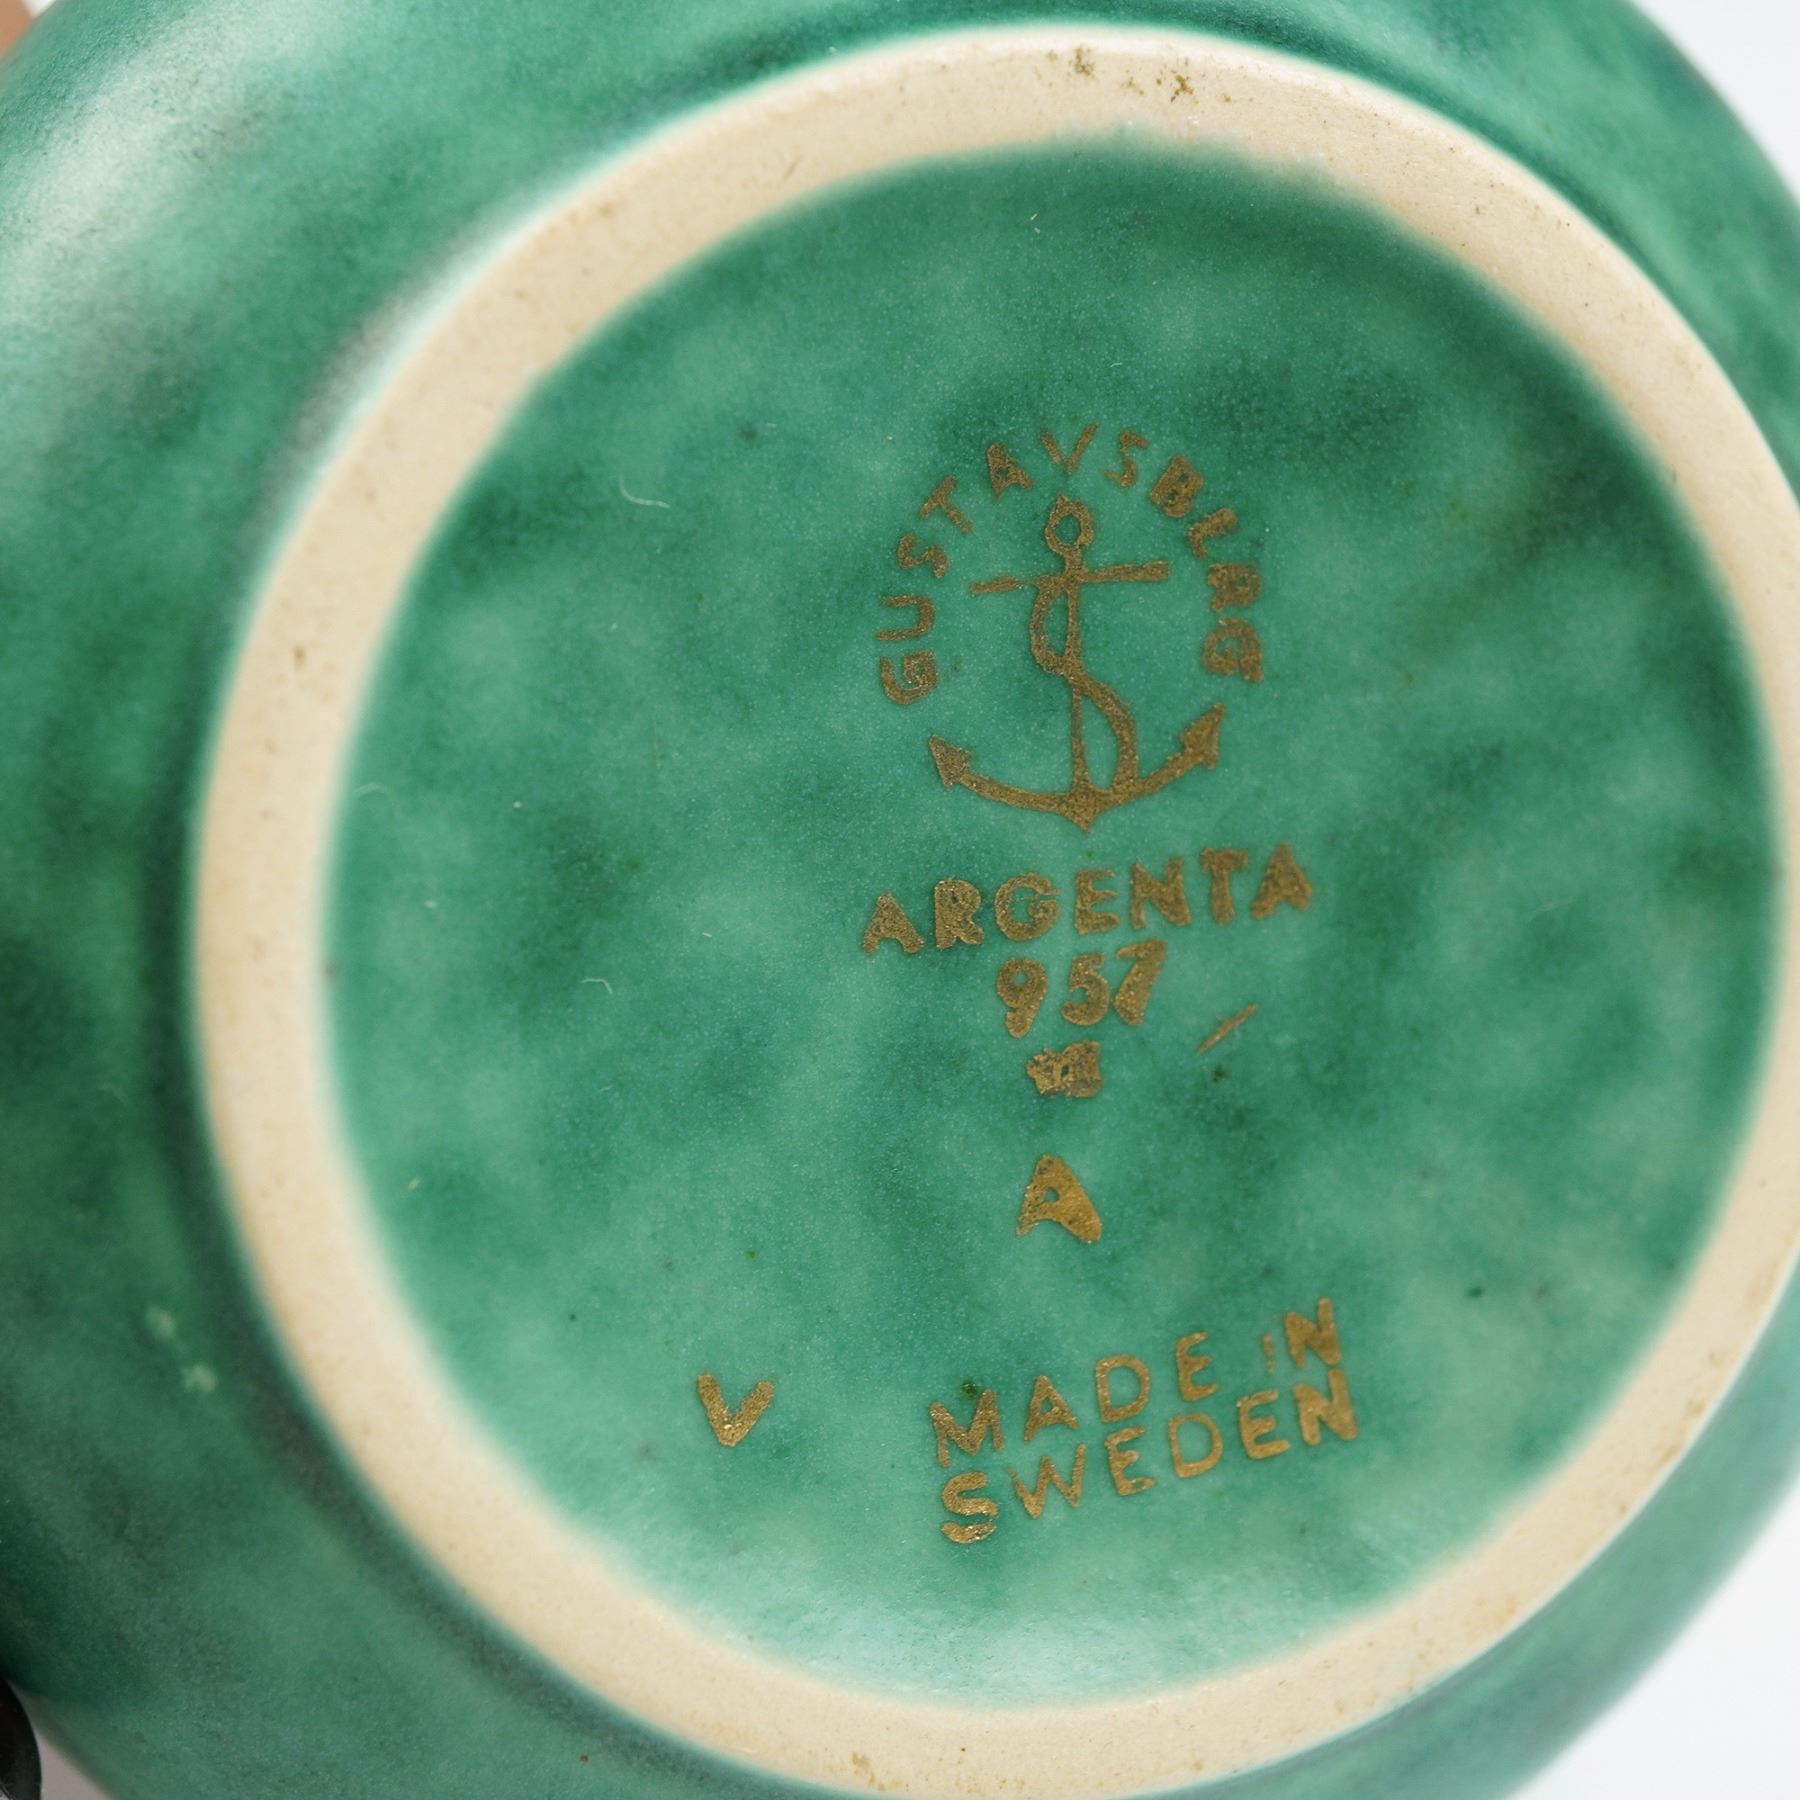 GUSTAVSBERG
ARGENTA
957
A
V
MADE IN
SWEDEN